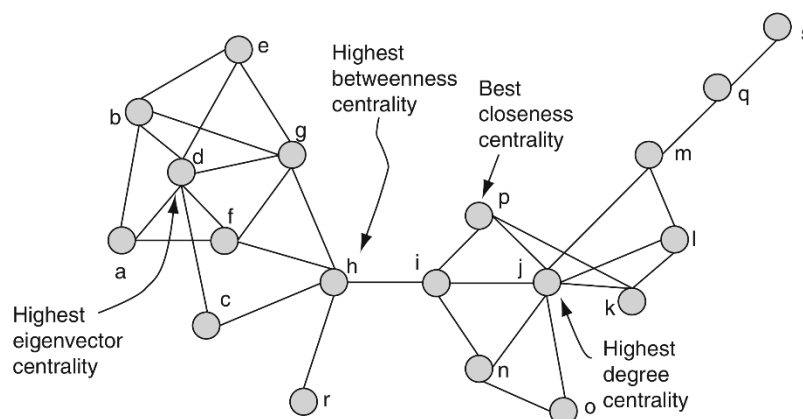 e
Highest
betweenness
centrality
s
q
Best
closeness
centrality
b
g
d
m
p
f
l
a
h
i
j
k
c
Highest
eigenvector
centrality
Highest
degree
centrality
n
r
o